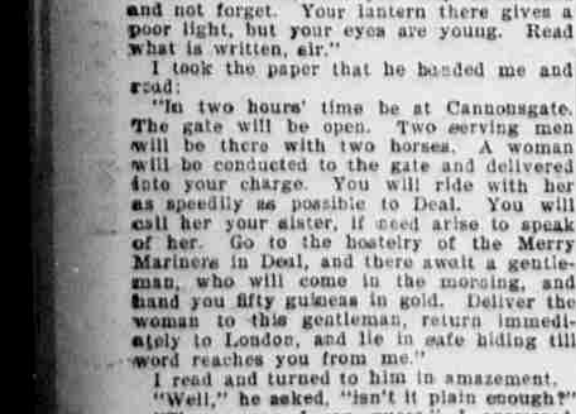 and not forget. Your lantern there gives a
poor light, but your eyes are young. Read
what is written, sir."
I took the paper that he handed me and
read:
"In two hours' time be at Cannonsgate.
The gate will be open. Two serving men
will be there with two horses. A woman
will be conducted to the gate and delivered
into your charge. You will ride with her
as speedily as possible to Deal. You will
call her your sister, if need arise to speak
of her. Go to the hostelry of the Merry
Mariners in Deal, and there await a gentle-
man, who will come in the morning, and
hand you fifty guineas in gold. Deliver the
woman to this gentleman, return immedi-
ately to London, and lie in safe hiding till
word reaches you from me."
I read and turned to him in amazement.
"Well," he asked, "isn't it plain enough?"